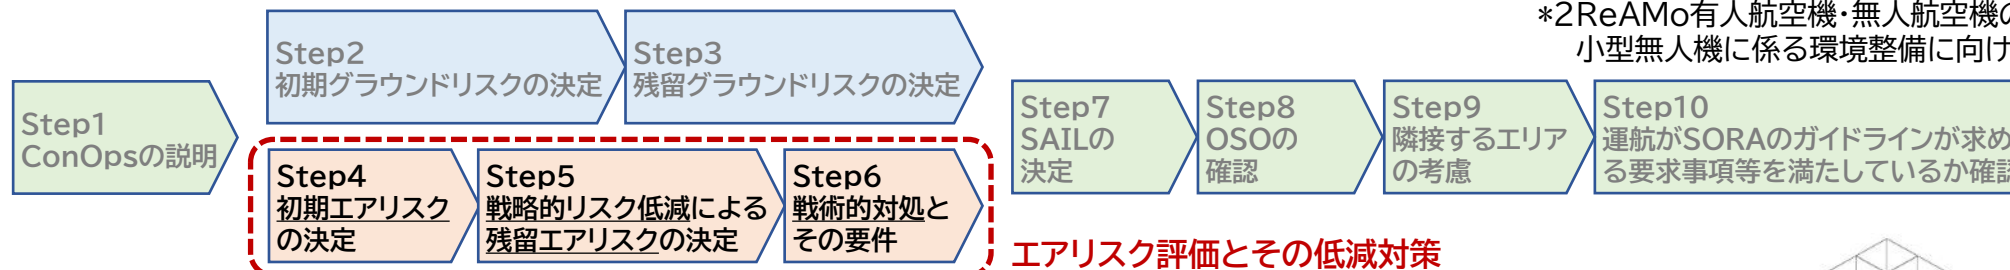 *2ReAMo有人航空機・無人航空機の
小型無人機に係る環境整備に向け
Step1
ConOpsの説明
Step2
初期グラウンドリスクの決定
Step3
残留グラウンドリスクの決定
Step4
初期エアリスク
の決定
Step5
戦略的リスク低減による
残留エアリスクの決定
Step6
戦術的対処と
その要件
Step7
SAILの
決定
Step8
OSOの
確認
Step9
隣接するエリア
の考慮
Step10
運航がSORAのガイドラインが求め
る要求事項等を満たしているか確認
エアリスク評価とその低減対策